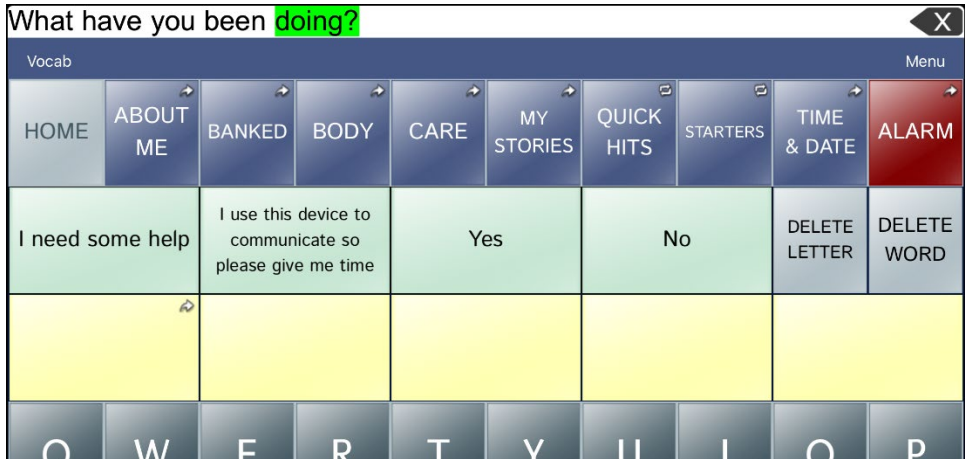 What have you been doing?
X
Vocab Menu
HOME ABOUT ME BANKED BODY CARE MY STORIES QUICK HITS STARTERS TIME & DATE ALARM
I need some help
I use this device to
communicate so
please give me time
Yes
No
DELETE
LETTER
DELETE
WORD
Q W E R T Y U I O P